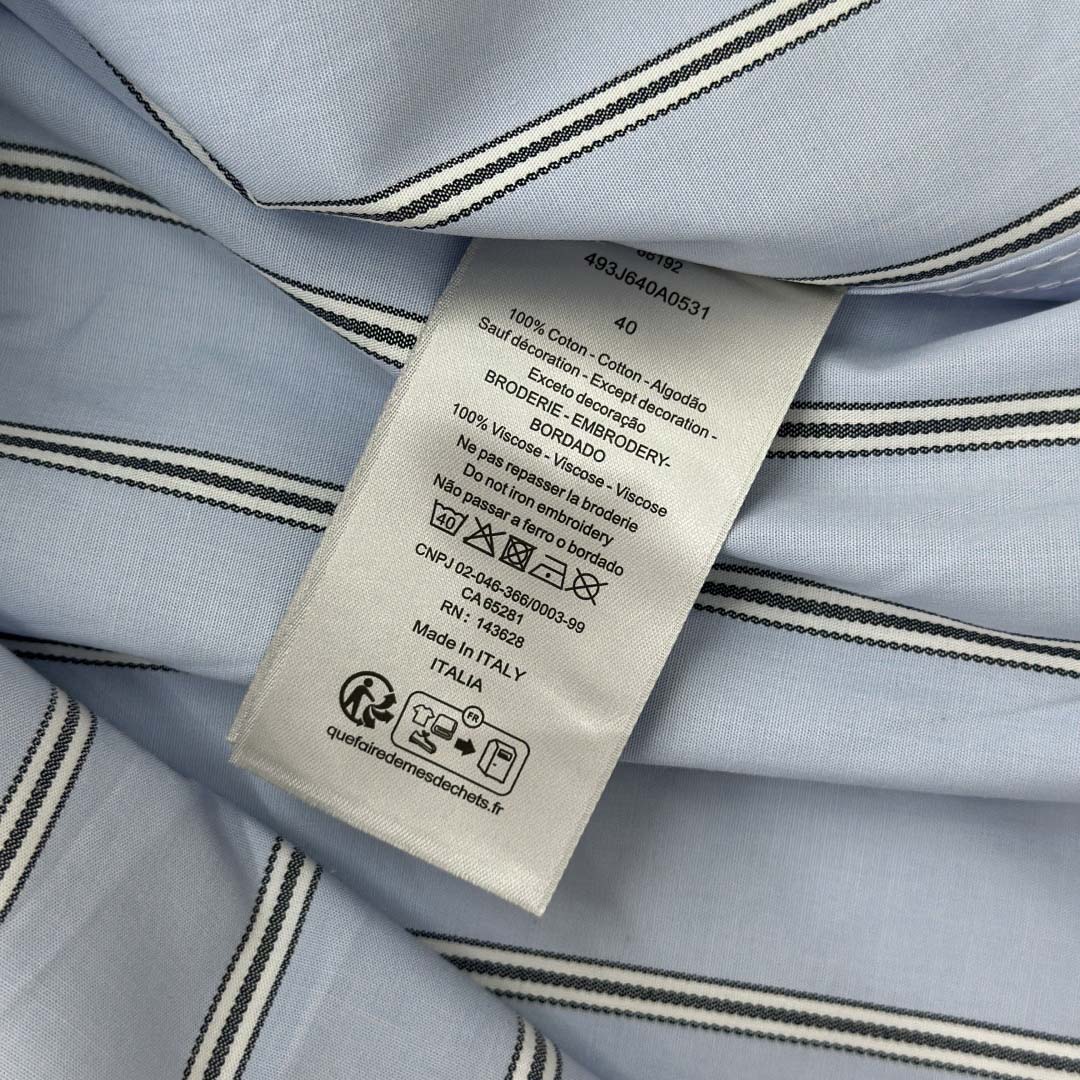 68192
493J640A0531
40
100% Coton - Cotton - Algodão
Sauf décoration - Except decoration -
Exceto decoração
BRODERIE - EMBRODERY-
BORDADO
100% Viscose - Viscose - Viscose
Ne pas repasser la broderie
Do not iron embroidery
Não passar a ferro o bordado
40
CNPJ 02-046-366/0003-99
CA 65281
RN : 143628
Made In ITALY
ITALIA
FR
quefairedemesdechets.fr